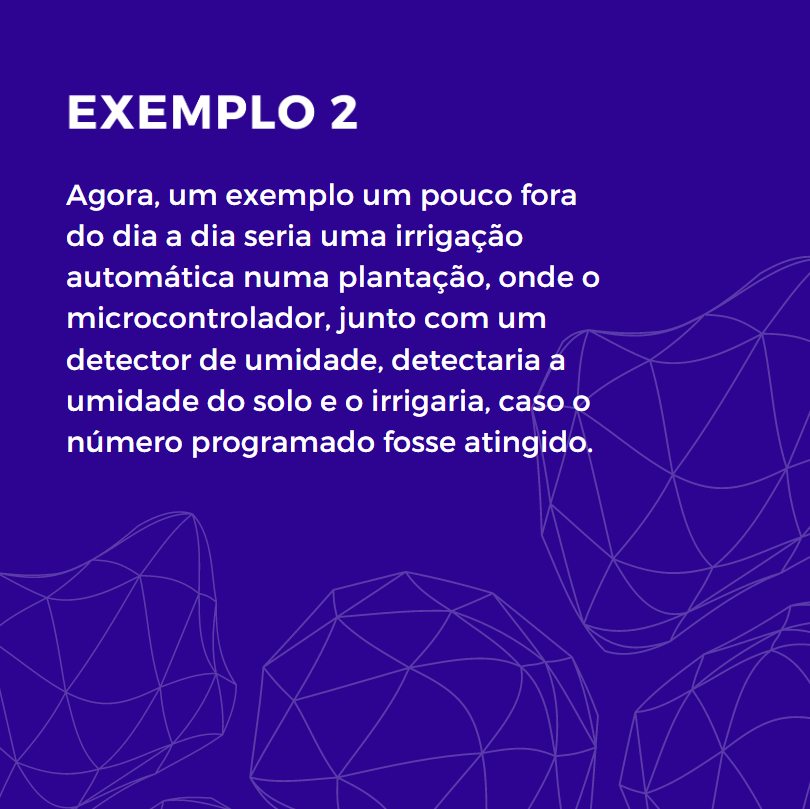 EXEMPLO 2
Agora, um exemplo um pouco fora
do dia a dia seria uma irrigação
automática numa plantação, onde o
microcontrolador, junto com um
detector de umidade, detectaria a
umidade do solo e o irrigaria, caso o
número programado fosse atingido.